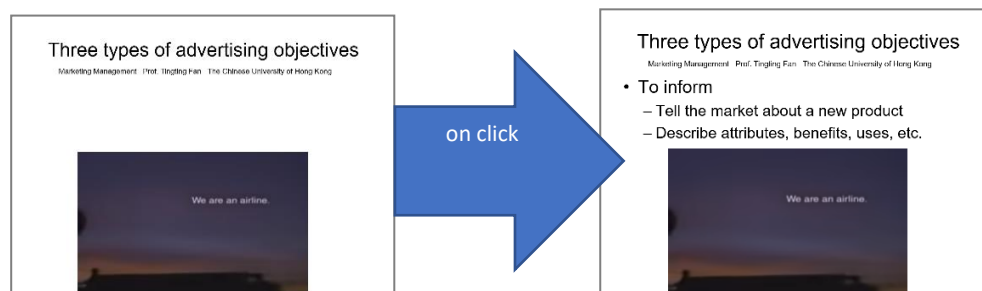 Three types of advertising objectives
Marketing Management Prof. Tingting Fan The Chinese University of Hong Kong
We are an airline.
on click
Three types of advertising objectives
Marketing Management Prof. Tingting Fan The Chinese University of Hong Kong
• To inform
– Tell the market about a new product
– Describe attributes, benefits, uses, etc.
We are an airline.